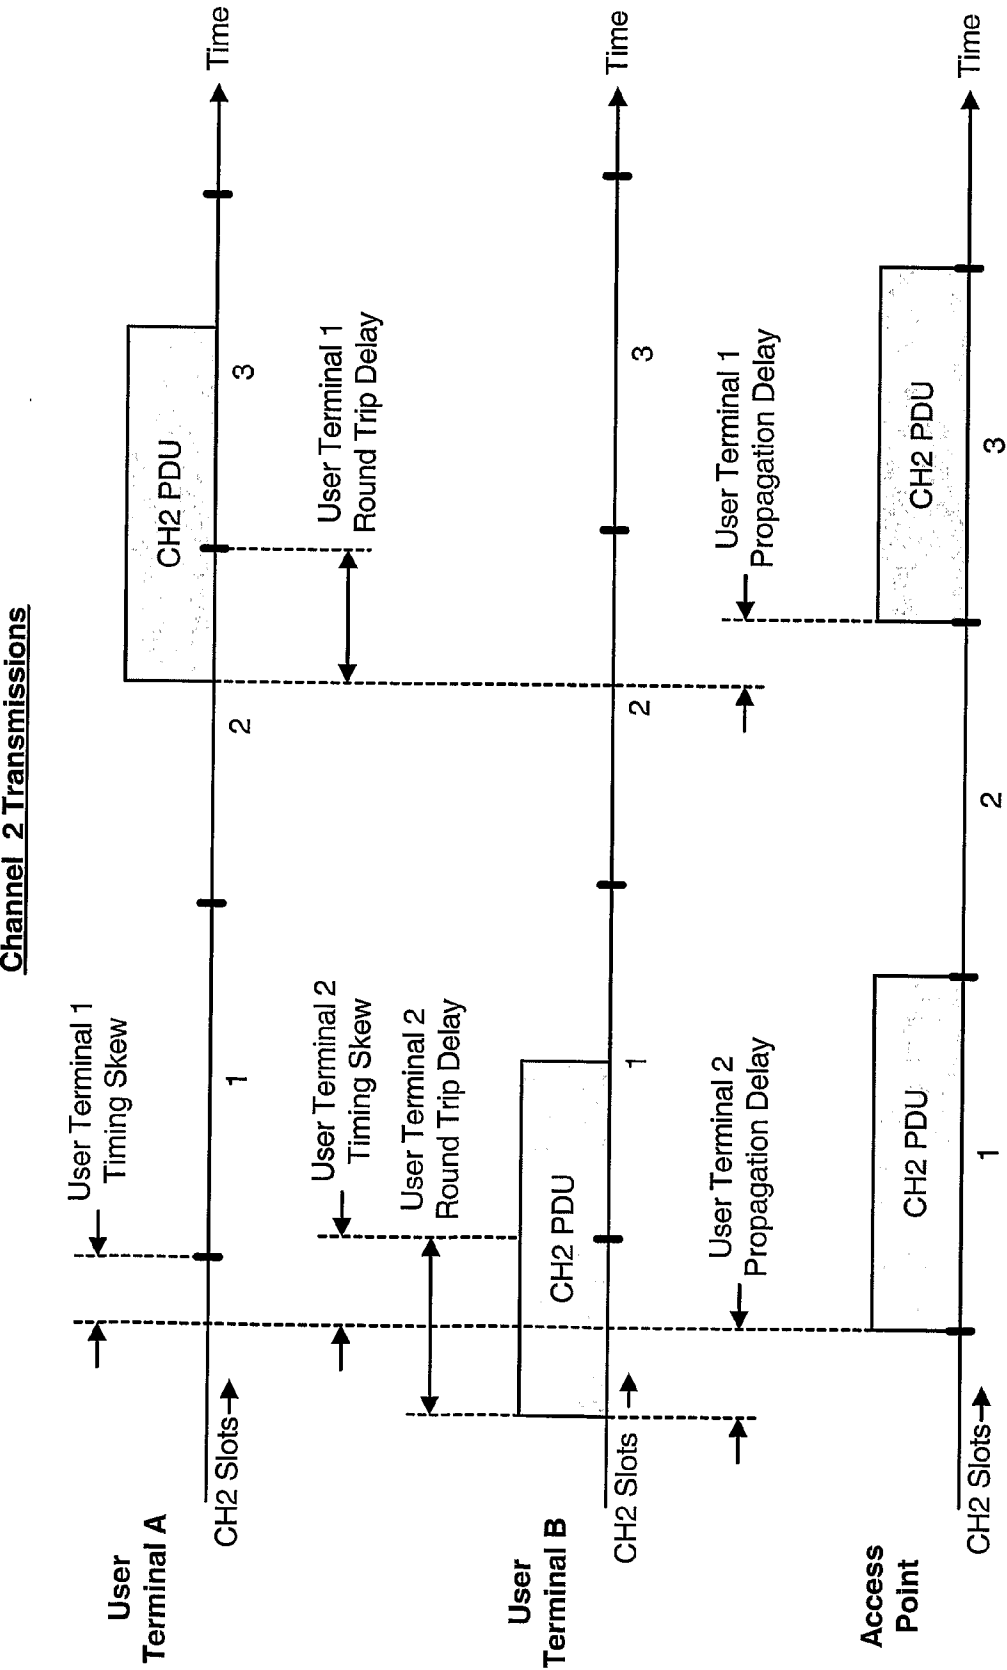 Channel 2 Transmissions
User
Terminal A
CH2 Slots
User Terminal 1
Timing Skew
1
2
CH2 PDU
3
Time
User Terminal 1
Round Trip Delay
User
Terminal B
CH2 Slots
User Terminal 2
Timing Skew
User Terminal 2
Round Trip Delay
CH2 PDU
1
2
3
Time
User Terminal 2
Propagation Delay
User Terminal 1
Propagation Delay
Access
Point
CH2 Slots
CH2 PDU
1
2
CH2 PDU
3
Time